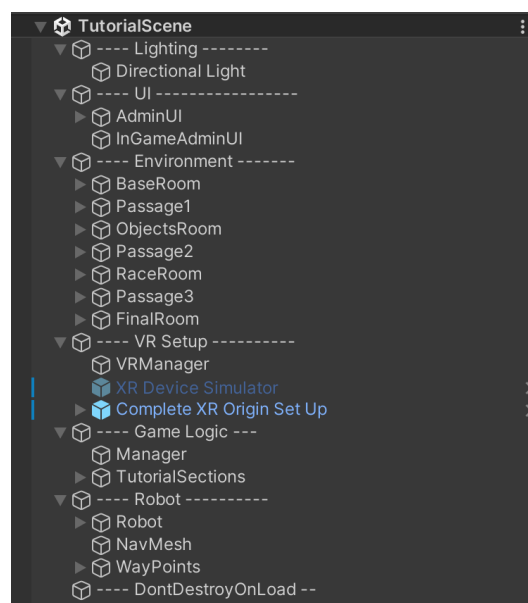 TutorialScene
---- Lighting --------
Directional Light
---- UI -----------------
AdminUI
InGameAdminUI
---- Environment -------
BaseRoom
Passage1
ObjectsRoom
Passage2
RaceRoom
Passage3
FinalRoom
---- VR Setup ----------
VRManager
XR Device Simulator
Complete XR Origin Set Up
---- Game Logic ---
Manager
TutorialSections
---- Robot ----------
Robot
NavMesh
WayPoints
---- DontDestroyOnLoad --